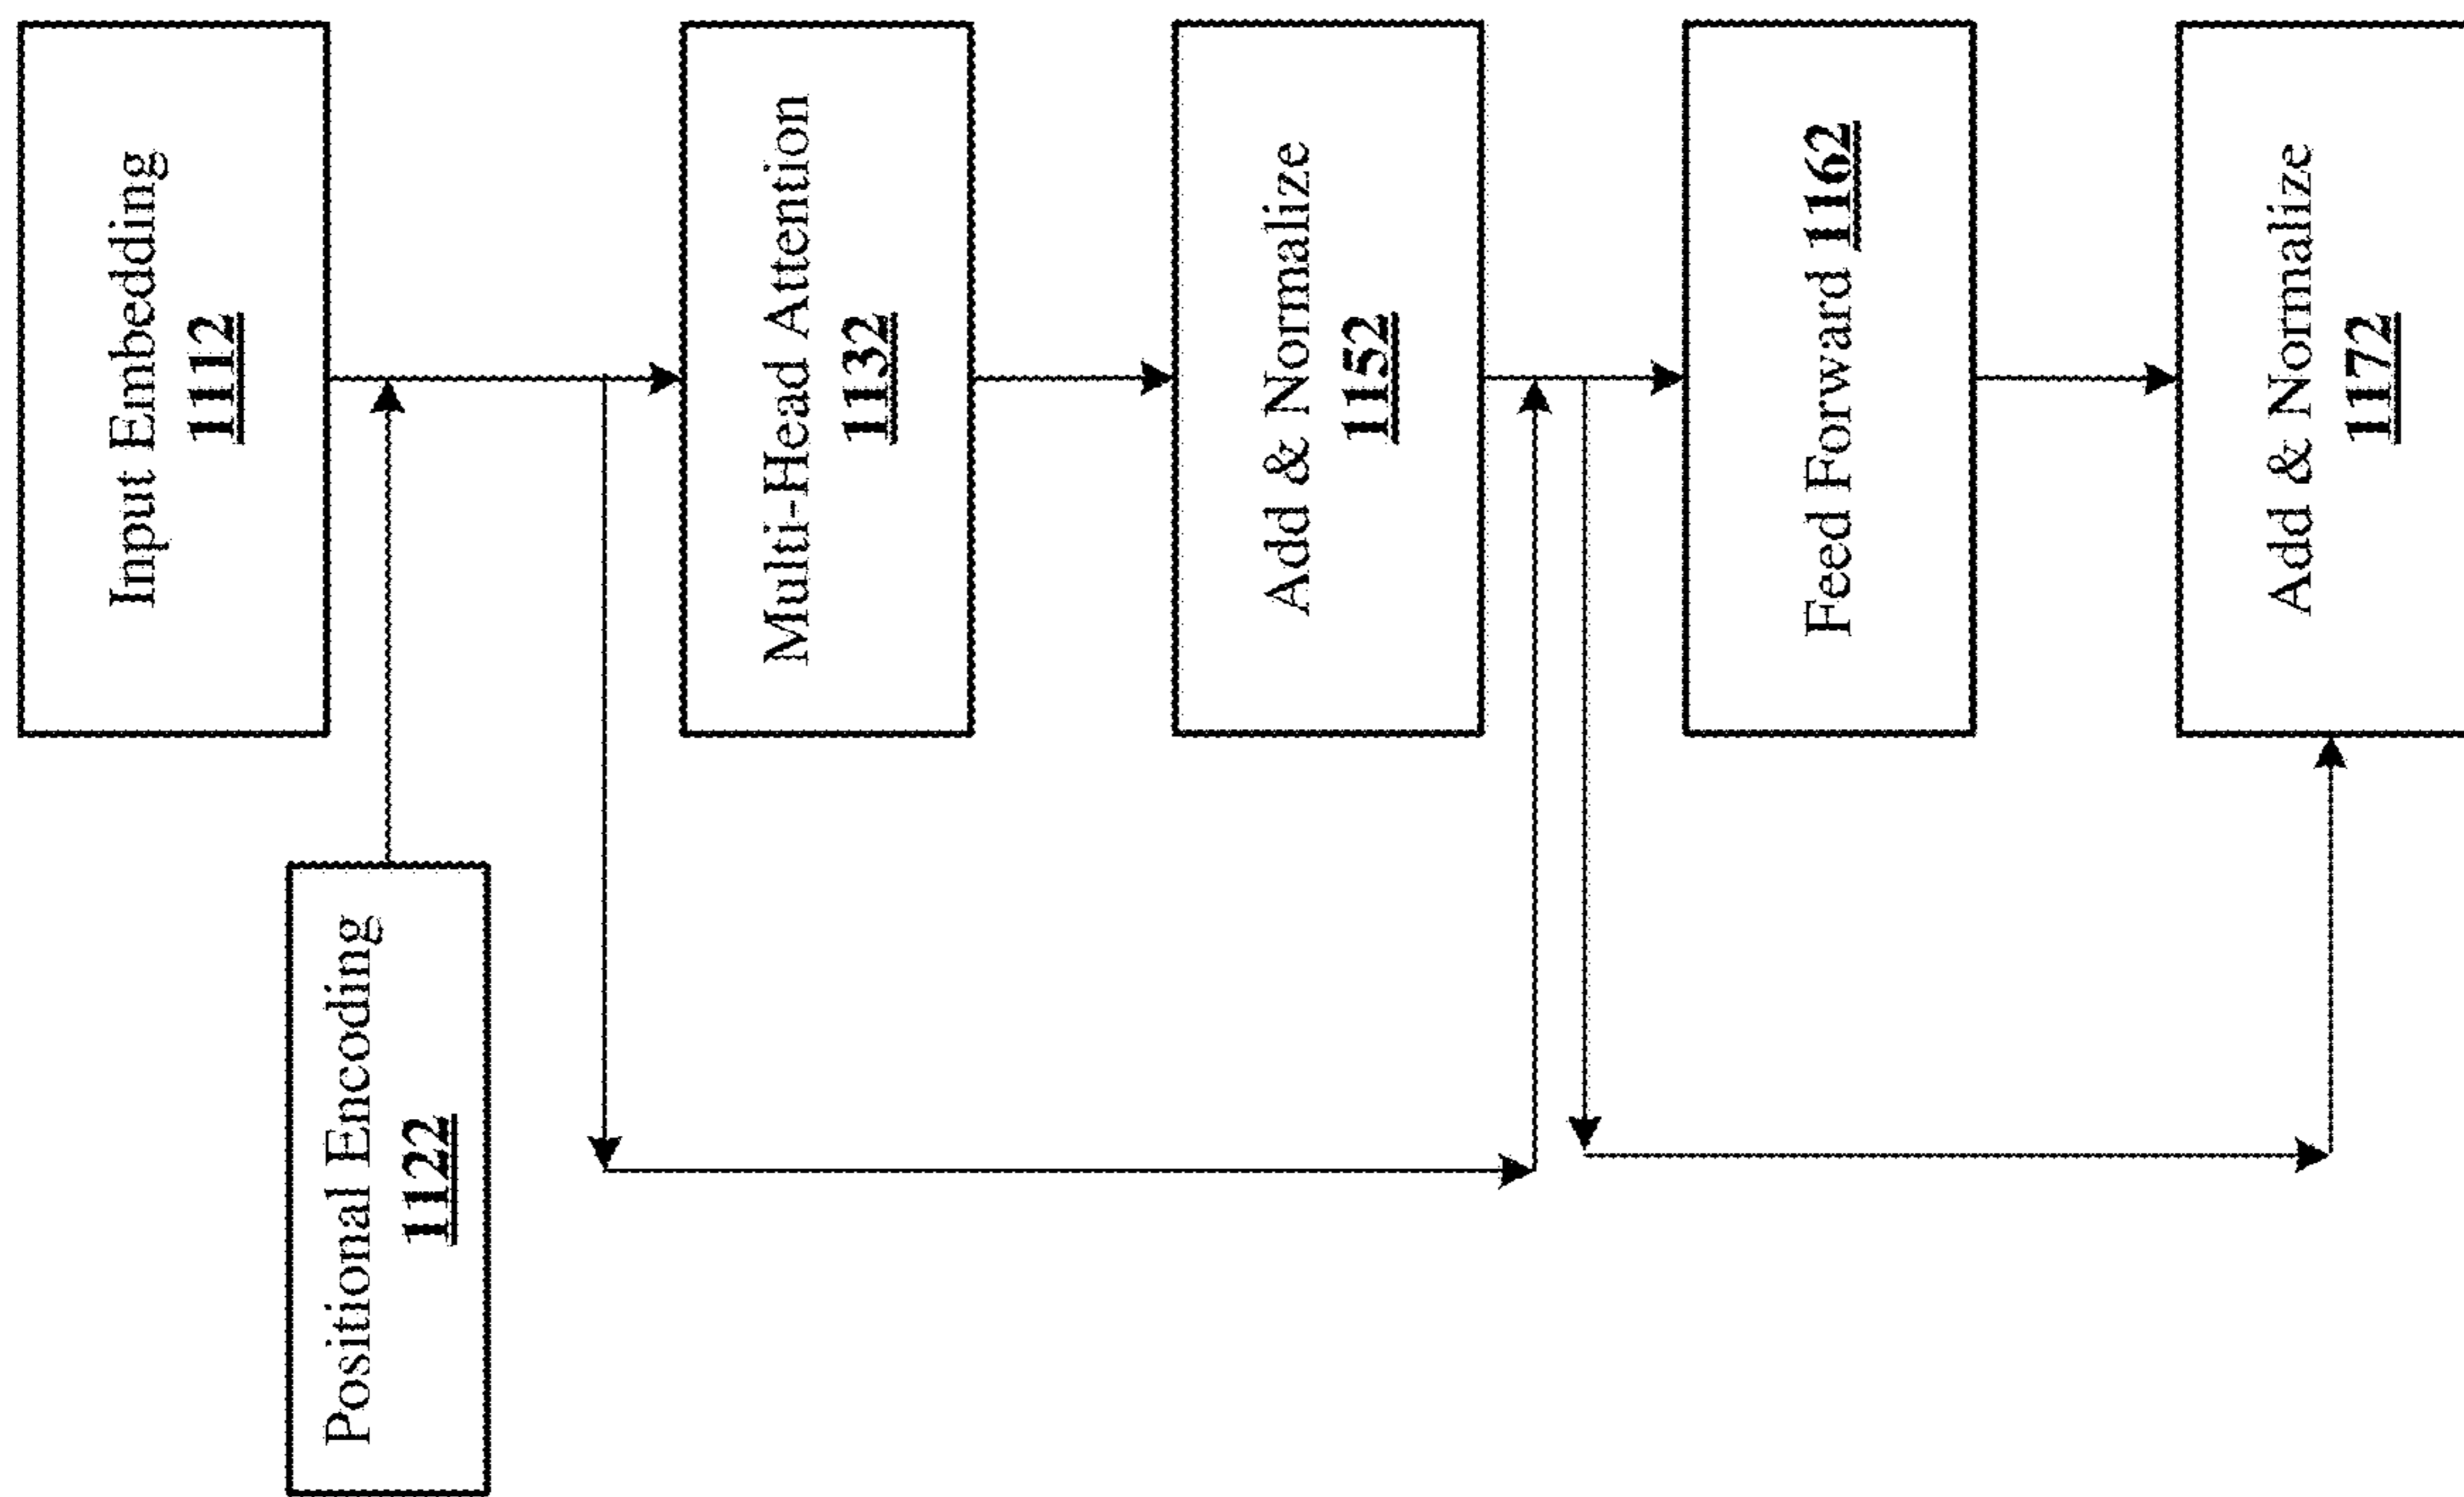 Input Embedding
1112
Positional Encoding
1122
Multi-Head Attention
1132
Add & Normalize
1152
Feed Forward 1162
Add & Normalize
1172